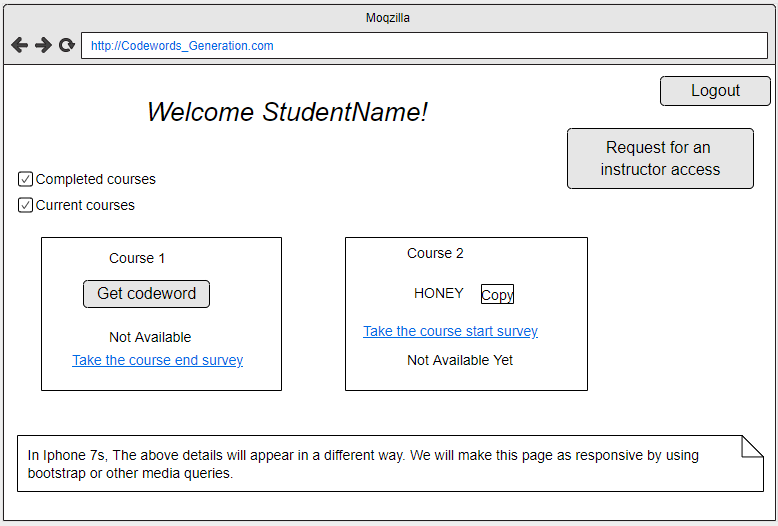 Moqzilla
http://Codewords_Generation.com
Logout
Welcome StudentName!
Request for an
instructor access
Completed courses
Current courses
Course 1
Get codeword
Not Available
Take the course end survey
Course 2
HONEY Copy
Take the course start survey
Not Available Yet
In Iphone 7s, The above details will appear in a different way. We will make this page as responsive by using
bootstrap or other media queries.